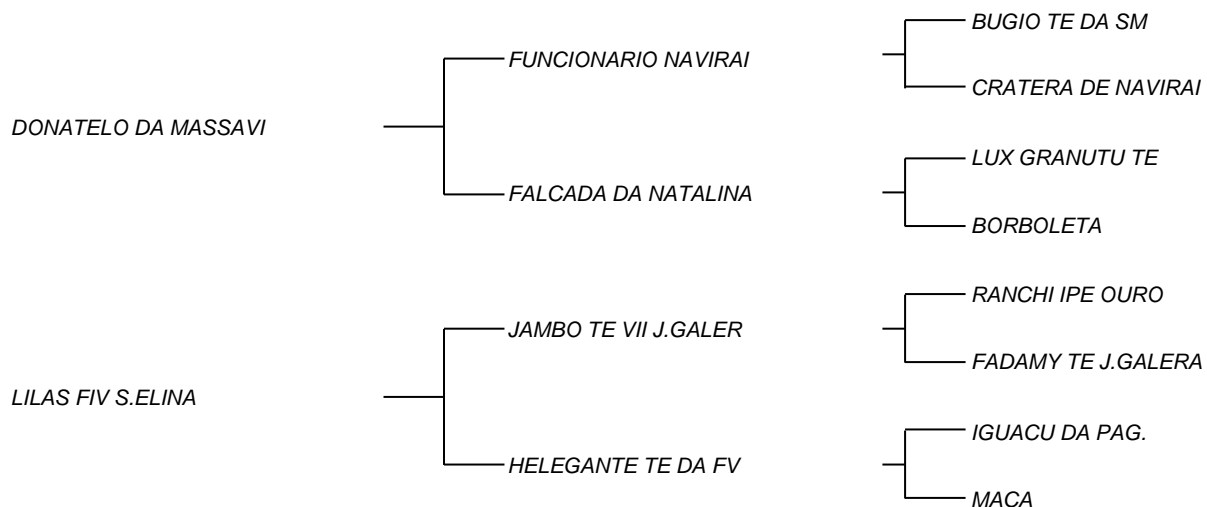 BUGIO TE DA SM
FUNCIONARIO NAVIRAI
CRATERA DE NAVIRAI
DONATELO DA MASSAVI
LUX GRANUTU TE
FALCADA DA NATALINA
BORBOLETA
RANCHI IPE OURO
JAMBO TE VII J.GALER
FADAMY TE J.GALERA
LILAS FIV S.ELINA
IGUACU DA PAG.
HELEGANTE TE DA FV
MACA